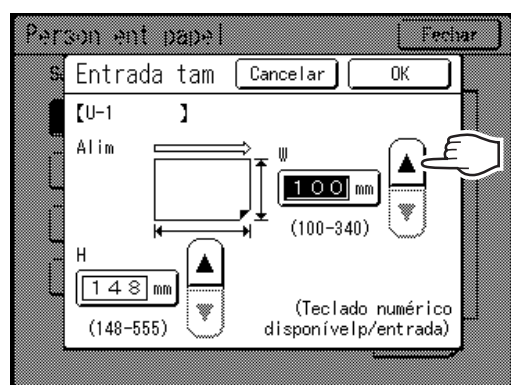 Person ent papel Fechar
Entrada tam Cancelar OK
【U-1 】
Alim
W
100 mm
(100-340)
H
148 mm
(148-555)
(Teclado numérico
disponívelp/entrada)